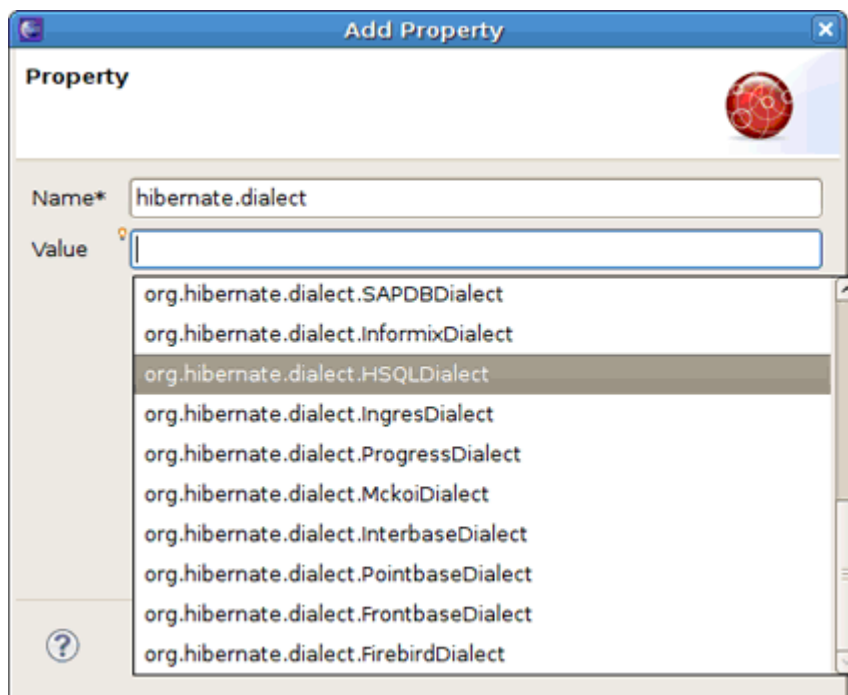 Add Property
Property
Name* hibernate.dialect
Value
org.hibernate.dialect.SAPDBDialect
org.hibernate.dialect.InformixDialect
org.hibernate.dialect.HSQLDialect
org.hibernate.dialect.IngresDialect
org.hibernate.dialect.ProgressDialect
org.hibernate.dialect.MckoiDialect
org.hibernate.dialect.InterbaseDialect
org.hibernate.dialect.PointbaseDialect
org.hibernate.dialect.FrontbaseDialect
org.hibernate.dialect.FirebirdDialect